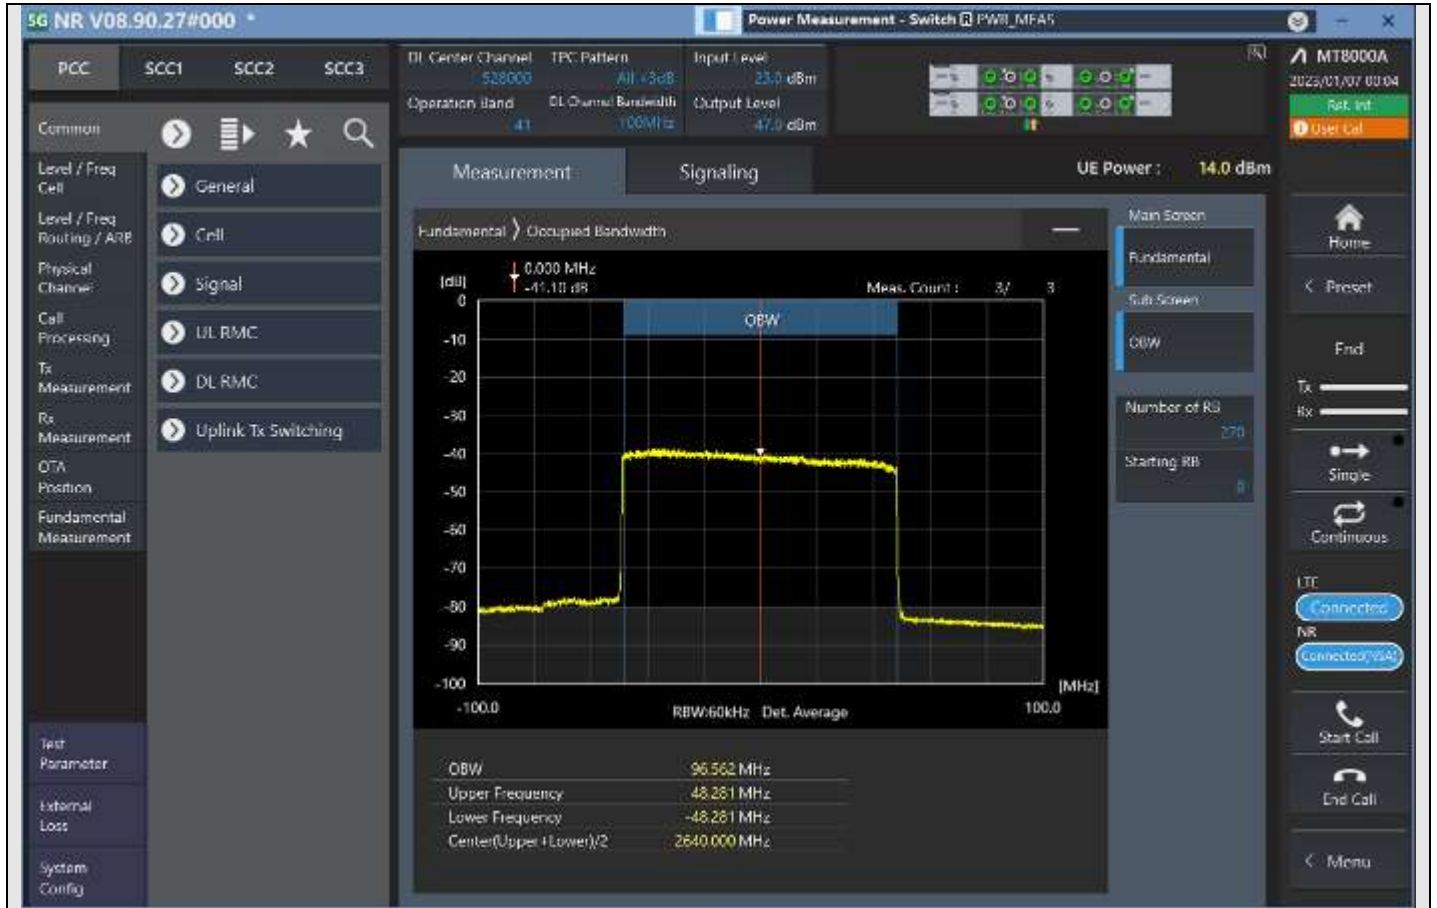 SG NR V08.90.27#000 *
Power Measurement - Switch R PWR_MEAS
PCC SCC1 SCC2 SCC3
DL Center Channel
528000
TPC Pattern
All +3dB
Input Level
23.0 dBm
Operation Band
41
DL Channel Bandwidth
100MHz
Output Level
-47.0 dBm
MT8000A
2023/01/07 00:04
Ref. Int
User Cal
Common
Level / Freq
Cell
Level / Freq
Routing / ARB
Physical
Channel
Call
Processing
Tx
Measurement
Rx
Measurement
OTA
Position
Fundamental
Measurement
Test
Parameter
External
Loss
System
Config
General
Cell
Signal
UL RMC
DL RMC
Uplink Tx Switching
Measurement
Signaling
UE Power : 14.0 dBm
Fundamental > Occupied Bandwidth
[dB]
0.000 MHz
-41.10 dB
Meas. Count : 3/ 3
OBW
0
-10
-20
-30
-40
-50
-60
-70
-80
-90
-100
[MHz]
-100.0
RBW:60kHz Det. Average
100.0
OBW 96.562 MHz
Upper Frequency 48.281 MHz
Lower Frequency -48.281 MHz
Center(Upper+Lower)/2 2640.000 MHz
Main Screen
Fundamental
Sub Screen
OBW
Number of RB
270
Starting RB
0
Home
< Preset
End
Tx
Rx
Single
Continuous
LTE
Connected
NR
Connected(NSA)
Start Call
End Call
< Menu